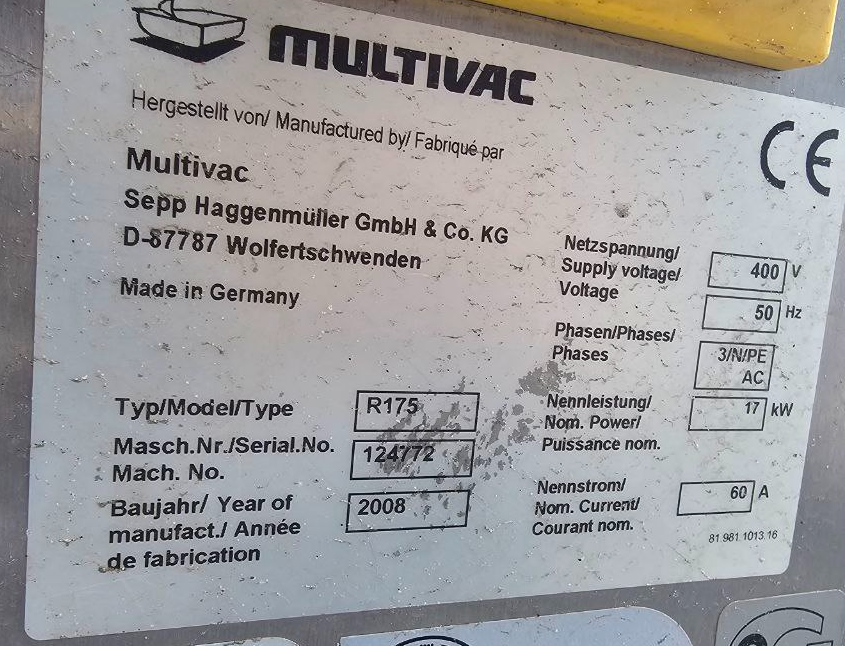 MULTIVAC
Hergestellt von/ Manufactured by/ Fabriqué par
CE
Multivac
Sepp Haggenmüller GmbH & Co. KG
D-87787 Wolfertschwenden
Made in Germany
Netzspannung/
Supply voltage/
Voltage
400 V
50 Hz
Phasen/Phases/
Phases
3/N/PE
AC
Nennleistung/
Nom. Power/
Puissance nom.
17 kW
Nennstrom/
Nom. Current/
Courant nom.
60 A
Typ/Model/Type
R175
Masch.Nr./Serial.No.
Mach. No.
124772
Baujahr/ Year of
manufact./ Année
de fabrication
2008
81.981.1013.16